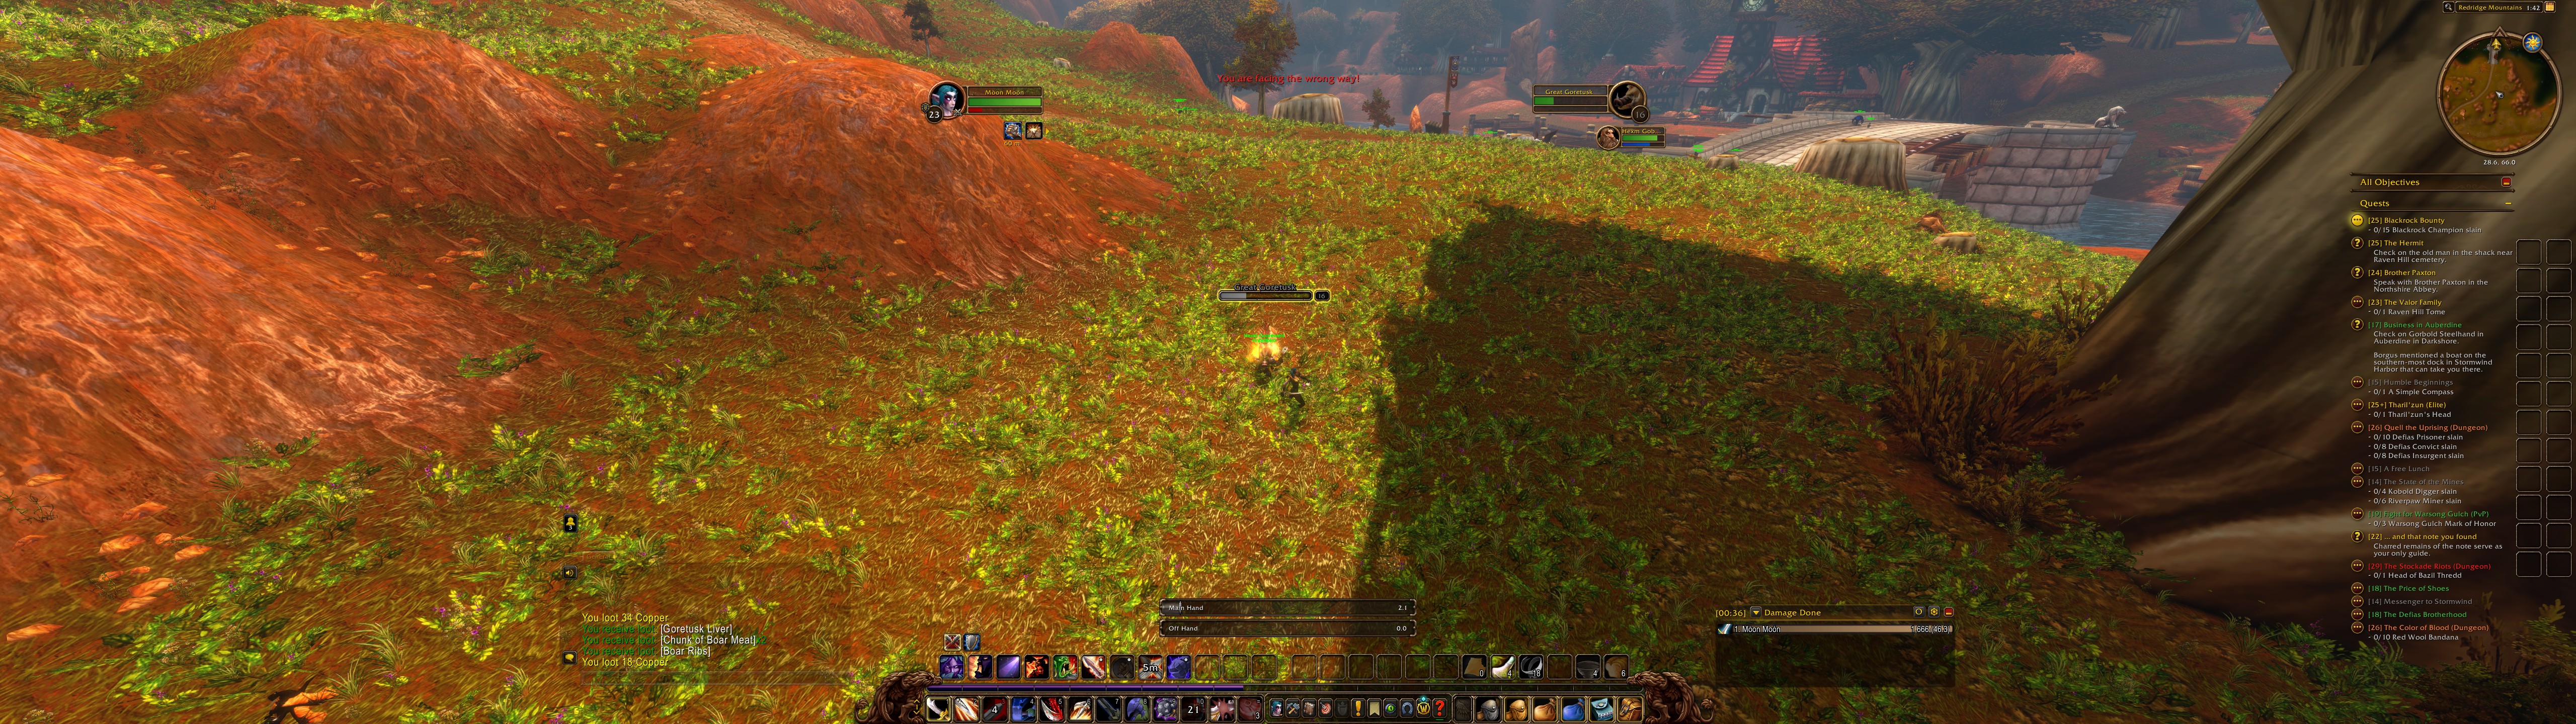 Redridge Mountains 1:42
You are facing the wrong way!
Moon Moon
23
Great Goretusk
16
28.6, 66.0
All Objectives
Quests
[25] Blackrock Bounty
- 0/15 Blackrock Champion slain
[25] The Hermit
Check on the old man in the shack near
Raven Hill cemetery.
[24] Brother Paxton
Speak with Brother Paxton in the
Northshire Abbey.
[23] The Valor Family
- 0/1 Raven Hill Tome
[17] Business in Auberdine
Check on Gorbold Steelhand in
Auberdine in Darkshore.
Borgus mentioned a boat on the
southern-most dock in Stormwind
Harbor that can take you there.
[15] Humble Beginnings
- 0/1 A Simple Compass
[25+] Tharil'zun (Elite)
- 0/1 Tharil'zun's Head
[26] Quell the Uprising (Dungeon)
- 0/10 Defias Prisoner slain
- 0/8 Defias Convict slain
- 0/8 Defias Insurgent slain
[15] A Free Lunch
[14] The State of the Mines
- 0/4 Kobold Digger slain
- 0/6 Riverpaw Miner slain
[19] Fight for Warsong Gulch (PvP)
- 0/3 Warsong Gulch Mark of Honor
[22] ... and that note you found
Charred remains of the note serve as
your only guide.
[29] The Stockade Riots (Dungeon)
- 0/1 Head of Bazil Thredd
[18] The Price of Shoes
[14] Messenger to Stormwind
[18] The Defias Brotherhood
[26] The Color of Blood (Dungeon)
- 0/10 Red Wool Bandana
Great Goretusk
16
You loot 34 Copper
You receive loot: [Goretusk Liver]
You receive loot: [Chunk of Boar Meat]x2
You receive loot: [Boar Ribs]
You loot 18 Copper
Main Hand 2.1
Off Hand 0.0
[00:36] Damage Done
1. Moon Moon
5m
0 4 18 4 6
21